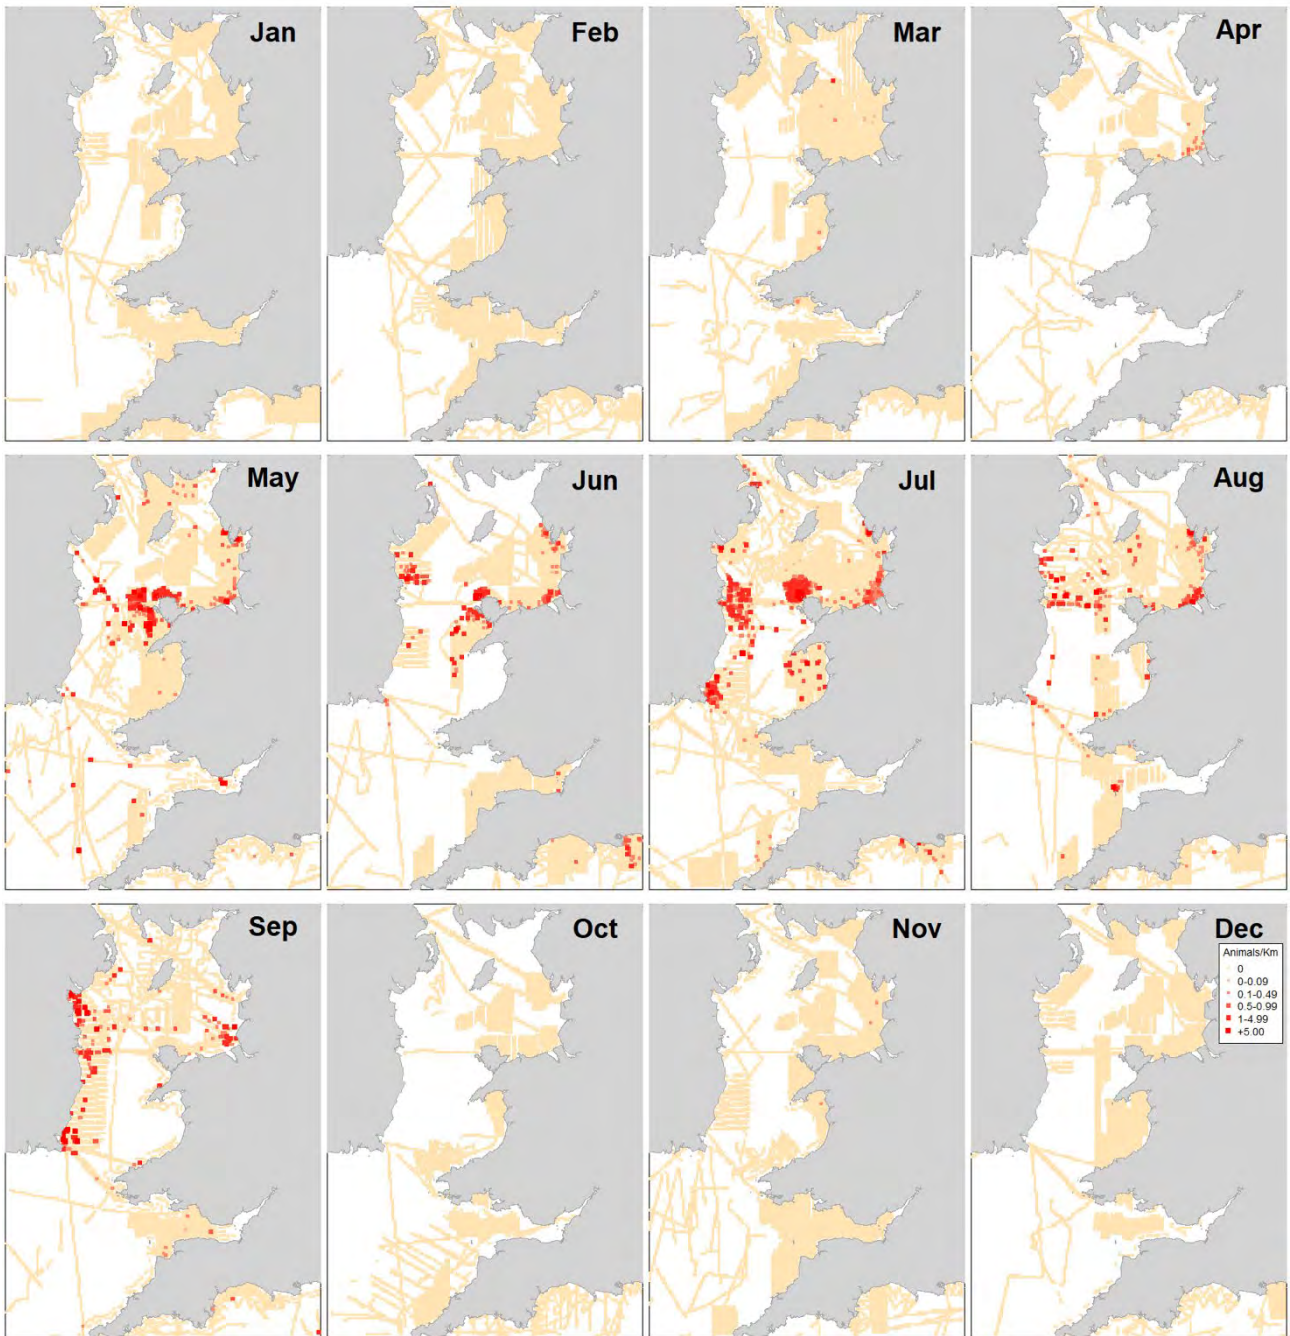 Jan
Feb
Mar
Apr
May
Jun
Jul
Aug
Sep
Oct
Nov
Dec
Animals/Km
0
0-0.09
0.1-0.49
0.5-0.99
1-4.99
+5.00